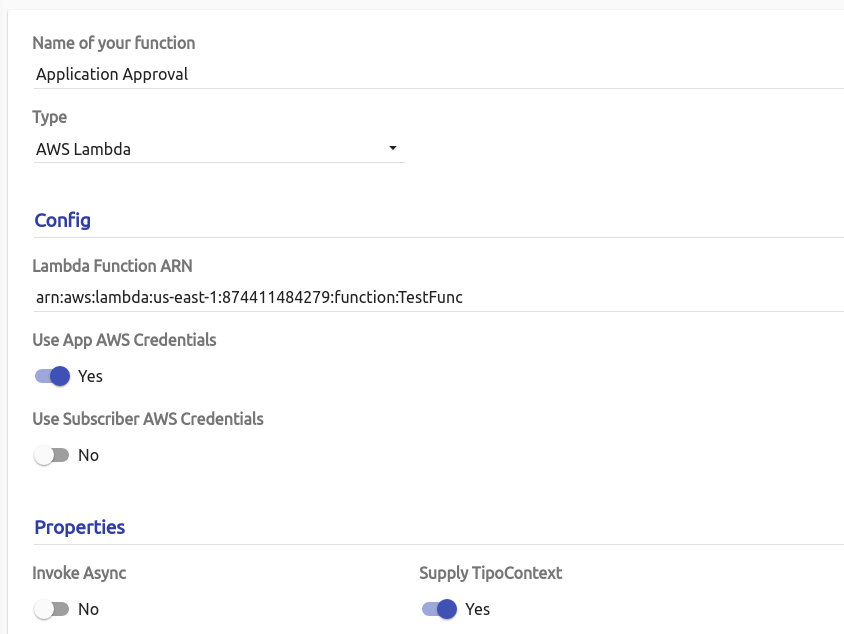 Name of your function
Application Approval
Type
AWS Lambda
Config
Lambda Function ARN
arn:aws:lambda:us-east-1:874411484279:function:TestFunc
Use App AWS Credentials
Yes
Use Subscriber AWS Credentials
No
Properties
Invoke Async
Supply TipoContext
No
Yes